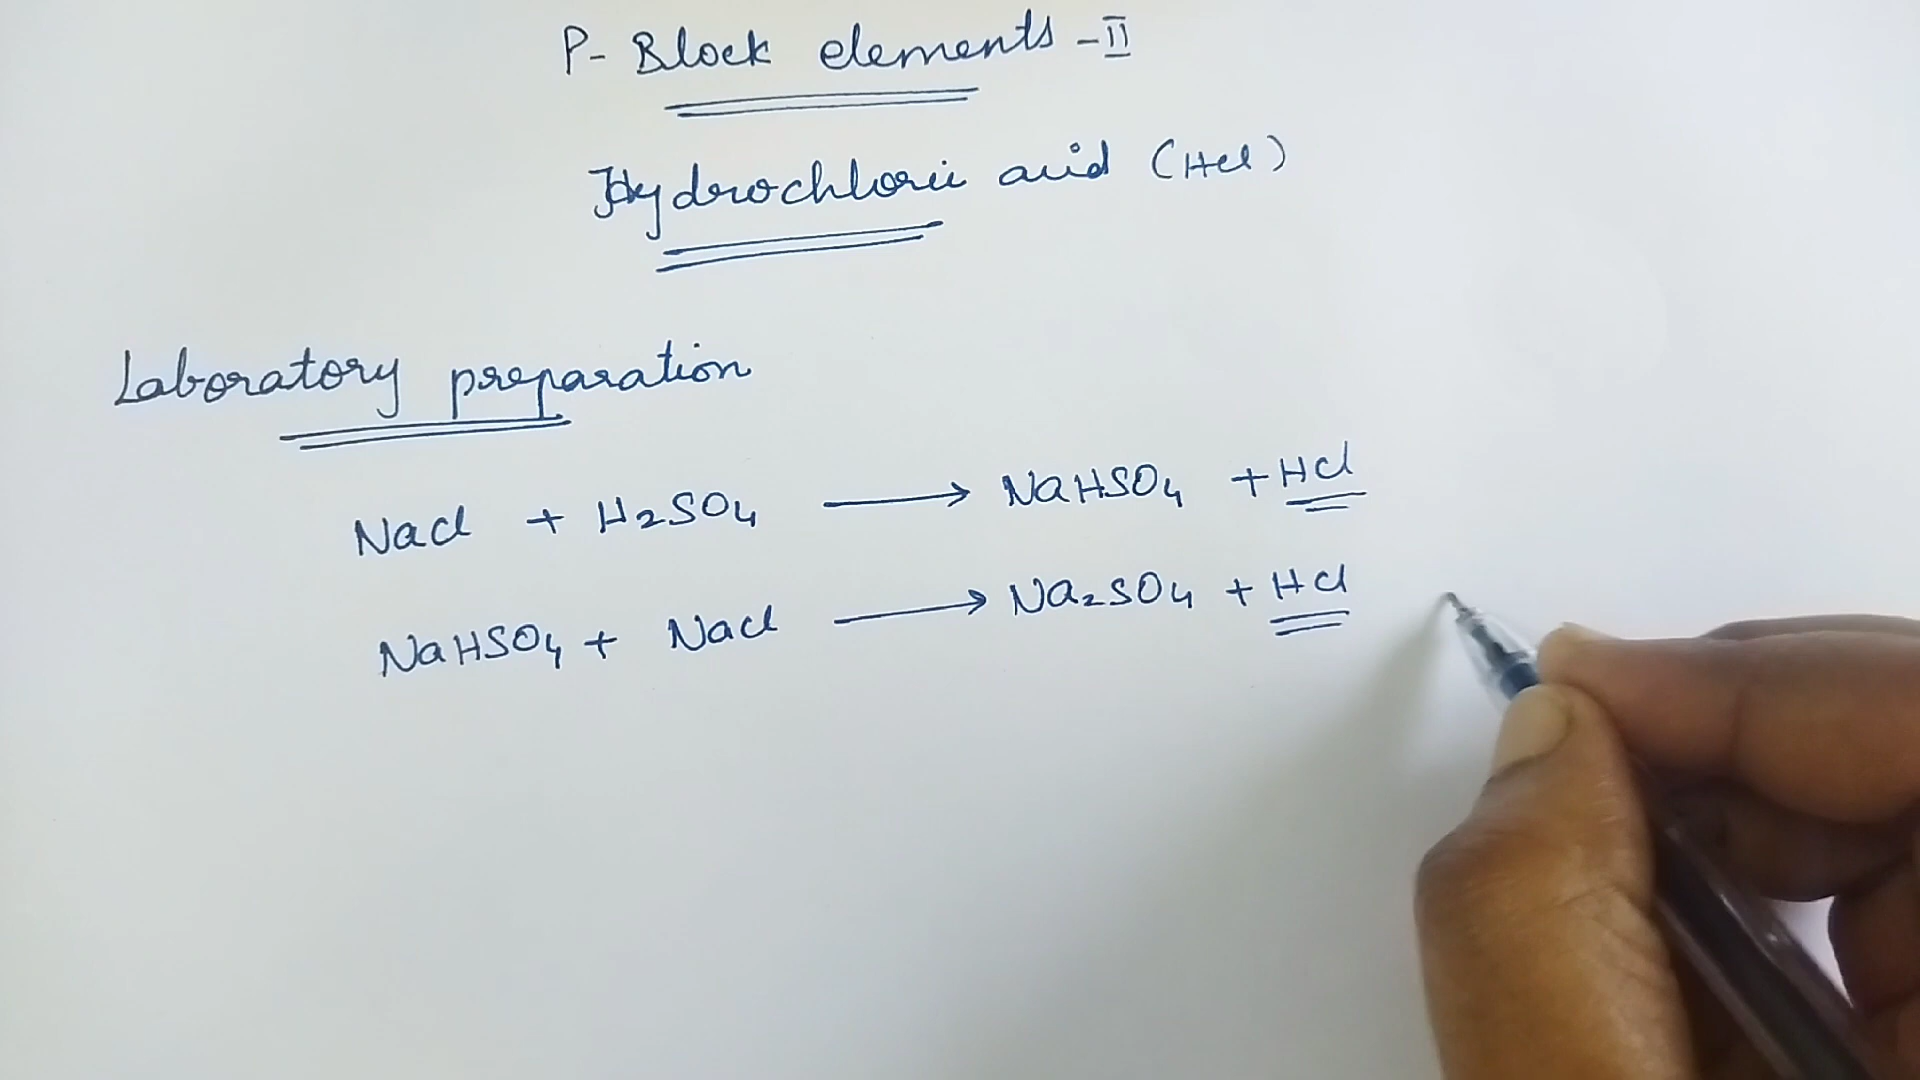 P- Block elements - II
Hydrochloric acid (HCl)
Laboratory preparation
NaCl + H2SO4 ⟶ NaHSO4 + HCl
NaHSO4 + NaCl ⟶ Na2SO4 + HCl